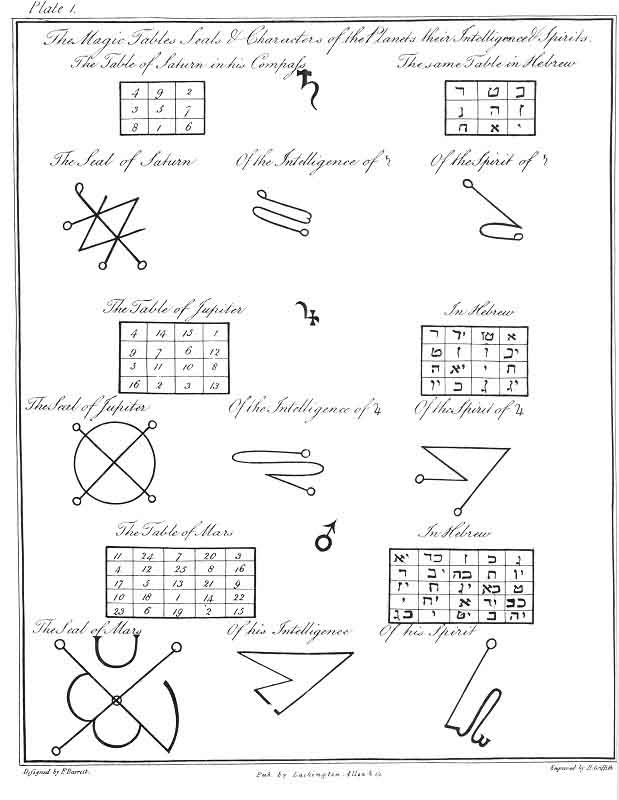 Plate 1.
The Magic Tables Seals & Characters of the Planets their Intelligence & Spirits.
The Table of Saturn in his Compass
♄
The same Table in Hebrew
4 9 2
3 5 7
8 1 6
ב ט ד
ז ה ג
ו א ח
The Seal of Saturn
Of the Intelligence of ♄
Of the Spirit of ♄
The Table of Jupiter
♃
In Hebrew
4 14 15 1
9 7 6 12
5 11 10 8
16 2 3 13
א טו יד ד
יב ו ז ט
ח י יא ה
יג ג ב יו
The Seal of Jupiter
Of the Intelligence of ♃
Of the Spirit of ♃
The Table of Mars
♂
In Hebrew
11 24 7 20 3
4 12 25 8 16
17 5 13 21 9
10 18 1 14 22
23 6 19 2 15
ג כ ז כד יא
יו ח כה יב ד
ט כא יג ה יז
כב יד א יח י
יה ב יט ו כג
The Seal of Mars
Of his Intelligence
Of his Spirit
Designed by F. Barrett.
Pub. by Lackington Allen & Co
Engraved by R. Griffith